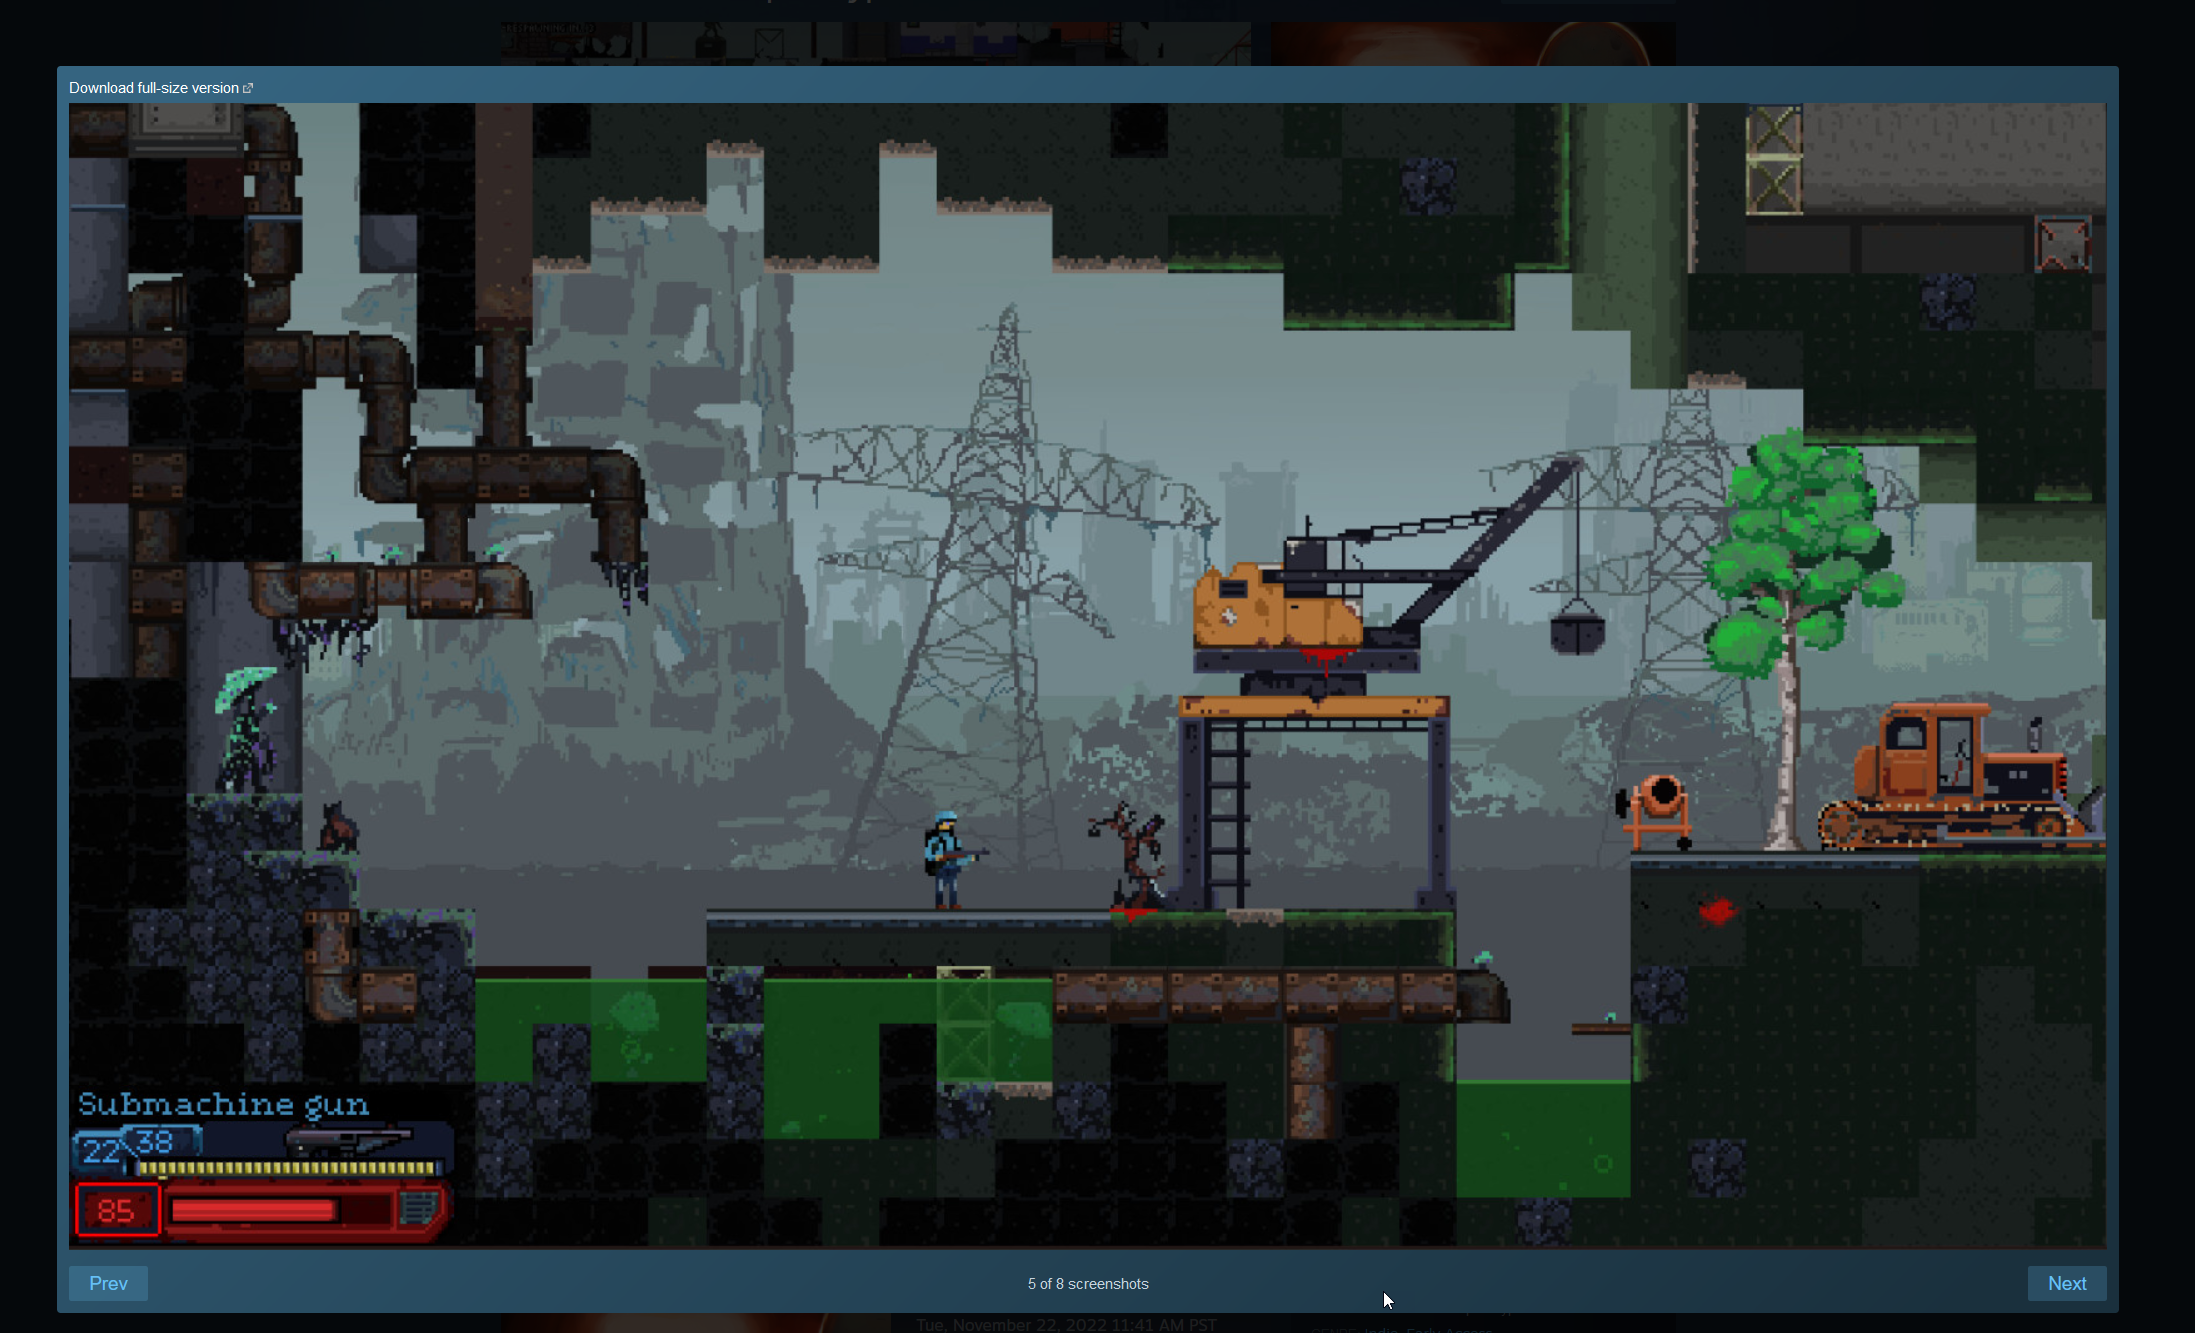 Download full-size version
Submachine gun
22 38
85
Prev
5 of 8 screenshots
Next
Tue, November 22, 2022 11:41 AM PST